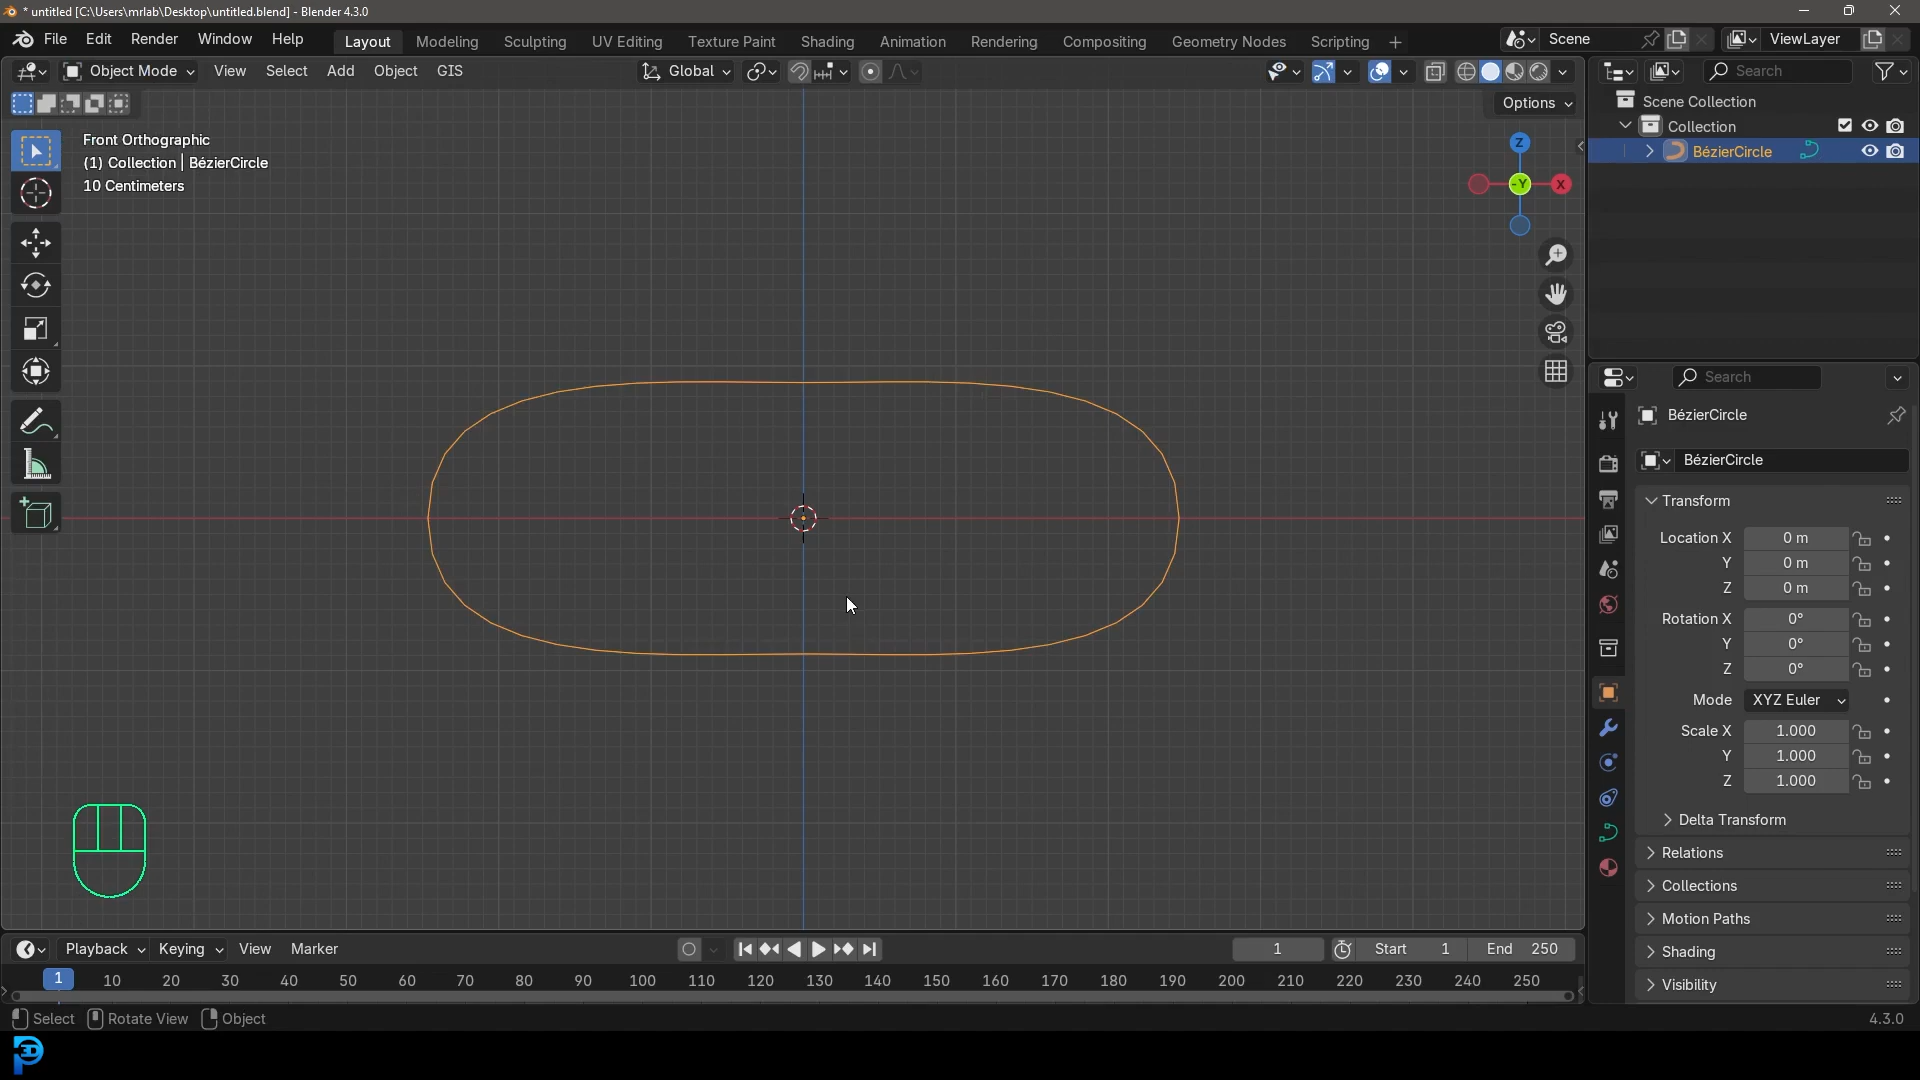 * untitled [C:\Users\mrlab\Desktop\untitled.blend] - Blender 4.3.0
File Edit Render Window Help Layout Modeling Sculpting UV Editing Texture Paint Shading Animation Rendering Compositing Geometry Nodes Scripting + Scene ViewLayer
Object Mode View Select Add Object GIS Global Search
Options
Scene Collection
Collection
BézierCircle
Front Orthographic
(1) Collection | BézierCircle
10 Centimeters
Z
-Y X
Search
BézierCircle
BézierCircle
Transform
Location X 0 m
Y 0 m
Z 0 m
Rotation X 0°
Y 0°
Z 0°
Mode XYZ Euler
Scale X 1.000
Y 1.000
Z 1.000
Delta Transform
Relations
Collections
Motion Paths
Shading
Visibility
Playback Keying View Marker 1 Start 1 End 250
1 10 20 30 40 50 60 70 80 90 100 110 120 130 140 150 160 170 180 190 200 210 220 230 240 250
Select Rotate View Object 4.3.0